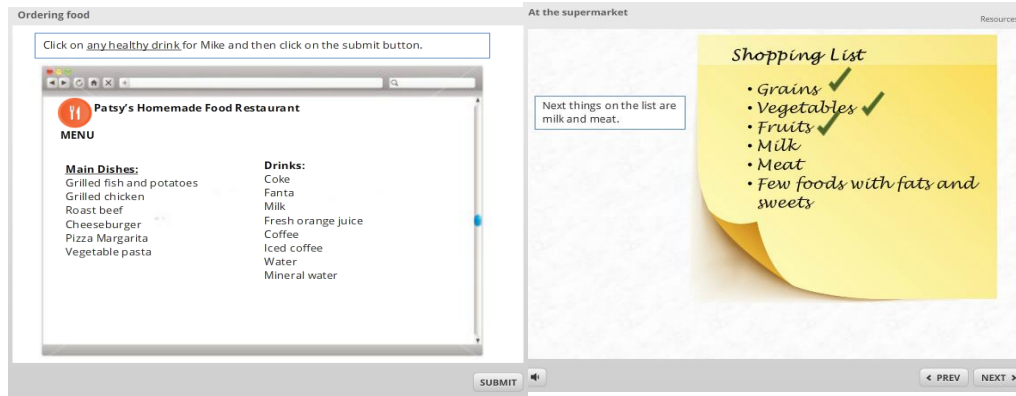 Ordering food
Click on any healthy drink for Mike and then click on the submit button.
Patsy's Homemade Food Restaurant
MENU
Main Dishes:
Grilled fish and potatoes
Grilled chicken
Roast beef
Cheeseburger
Pizza Margarita
Vegetable pasta
Drinks:
Coke
Fanta
Milk
Fresh orange juice
Coffee
Iced coffee
Water
Mineral water
SUBMIT
At the supermarket
Resources
Next things on the list are
milk and meat.
Shopping List
• Grains
• Vegetables
• Fruits
• Milk
• Meat
• Few foods with fats and
sweets
PREV
NEXT